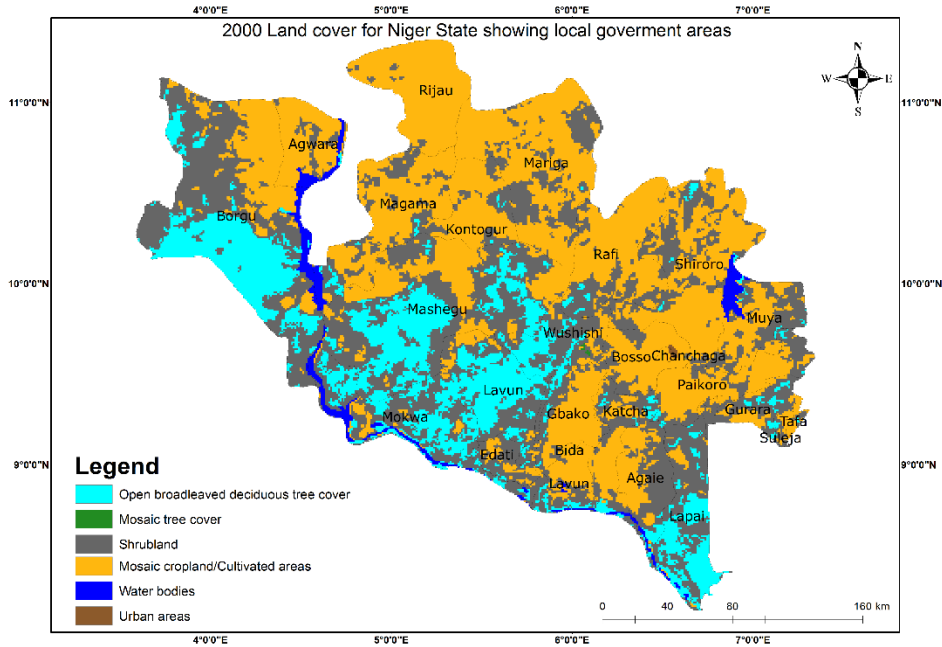 4°0'0"E 5°0'0"E 6°0'0"E 7°0'0"E
2000 Land cover for Niger State showing local goverment areas
N
W E
S
11°0'0"N 11°0'0"N
Rijau
Agwara
Mariga
Magama
Borgu
Kontogur
Rafi
Shiroro
10°0'0"N 10°0'0"N
Mashegu
Muya
Wushishi
Bosso Chanchaga
Paikoro
Lavun
Gbako Katcha Gurara
Mokwa Tafa
Suleja
Edati Bida
9°0'0"N 9°0'0"N
Legend
Lavun Agaie
Lapai
Open broadleaved deciduous tree cover
Mosaic tree cover
Shrubland
Mosaic cropland/Cultivated areas
Water bodies
Urban areas
0 40 80 160 km
4°0'0"E 5°0'0"E 6°0'0"E 7°0'0"E